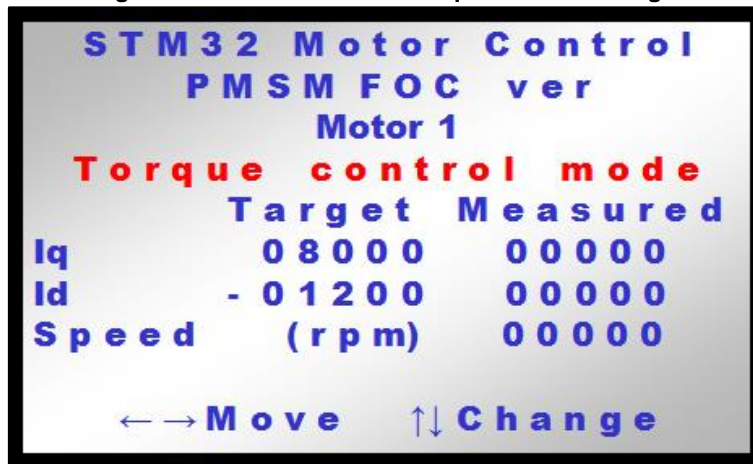 STM32 Motor Control
PMSM FOC ver
Motor 1
Torque control mode
Target Measured
Iq 08000 00000
Id -01200 00000
Speed (rpm) 00000
←→Move ↑↓Change